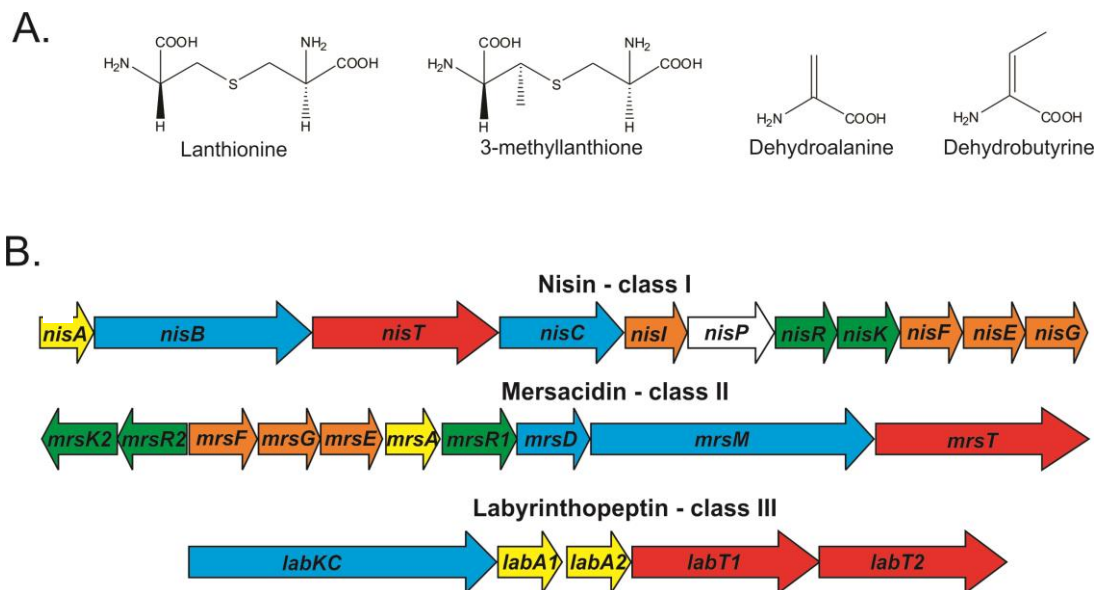 A.
COOH NH2 COOH NH2
H2N S COOH H2N S COOH H2N COOH H2N COOH
H H H H
Lanthionine 3-methyllanthione Dehydroalanine Dehydrobutyrine
B.
Nisin - class I
nisA nisB nisT nisC nisI nisP nisR nisK nisF nisE nisG
Mersacidin - class II
mrsK2 mrsR2 mrsF mrsG mrsE mrsA mrsR1 mrsD mrsM mrsT
Labyrinthopeptin - class III
labKC labA1 labA2 labT1 labT2